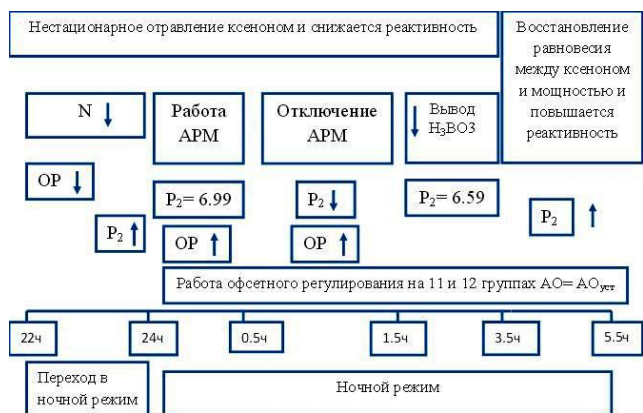 Нестационарное отравление ксеноном и снижается реактивность
Восстановление
равновесия
между ксеноном
и мощностью и
повышается
реактивность
N ↓
Работа
АРМ
Отключение
АРМ
↓ Вывод
H₃BO3
ОР ↓
P₂= 6.99
P₂ ↓
P₂= 6.59
P₂ ↑
P₂ ↑
ОР ↑
ОР ↑
Работа офсетного регулирования на 11 и 12 группах АО= АОуст
22ч
24ч
0.5ч
1.5ч
3.5ч
5.5ч
Переход в
ночной режим
Ночной режим